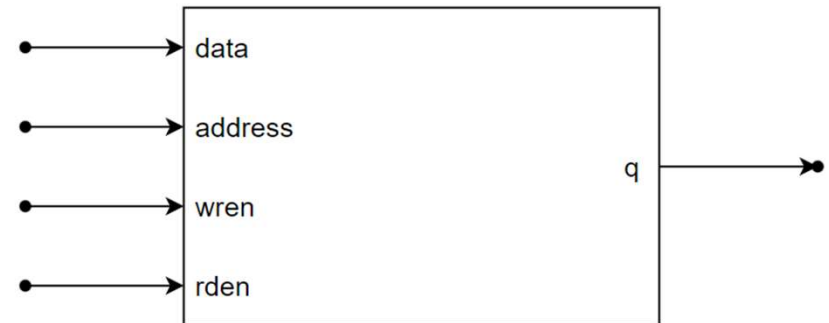 data
address
wren
rden
q